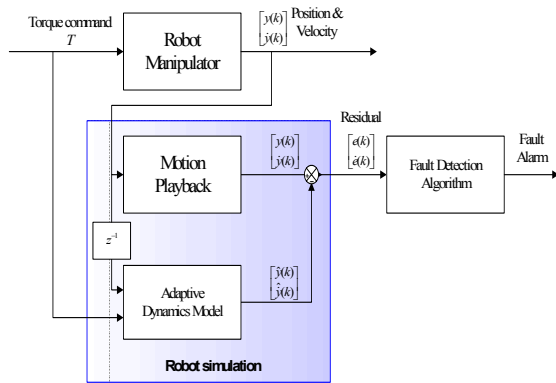 Torque command
T
Robot
Manipulator
[y(k)
ẏ(k)]
Position &
Velocity
Motion
Playback
[y(k)
ẏ(k)]
Residual
[e(k)
ė(k)]
Fault Detection
Algorithm
Fault
Alarm
z⁻¹
Adaptive
Dynamics Model
[ŷ(k)
ŷ̇(k)]
Robot simulation